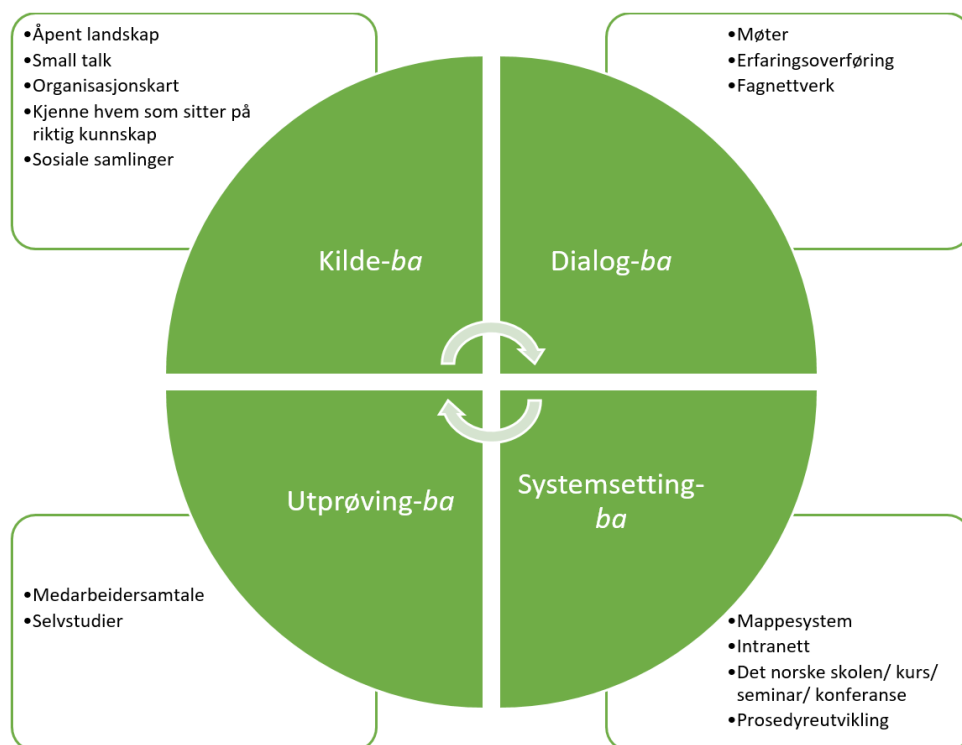 •Åpent landskap
•Small talk
•Organisasjonskart
•Kjenne hvem som sitter på
riktig kunnskap
•Sosiale samlinger
•Møter
•Erfaringsoverføring
•Fagnettverk
Kilde-ba
Dialog-ba
Utprøving-ba
Systemsetting-
ba
•Medarbeidersamtale
•Selvstudier
•Mappesystem
•Intranett
•Det norske skolen/ kurs/
seminar/ konferanse
•Prosedyreutvikling